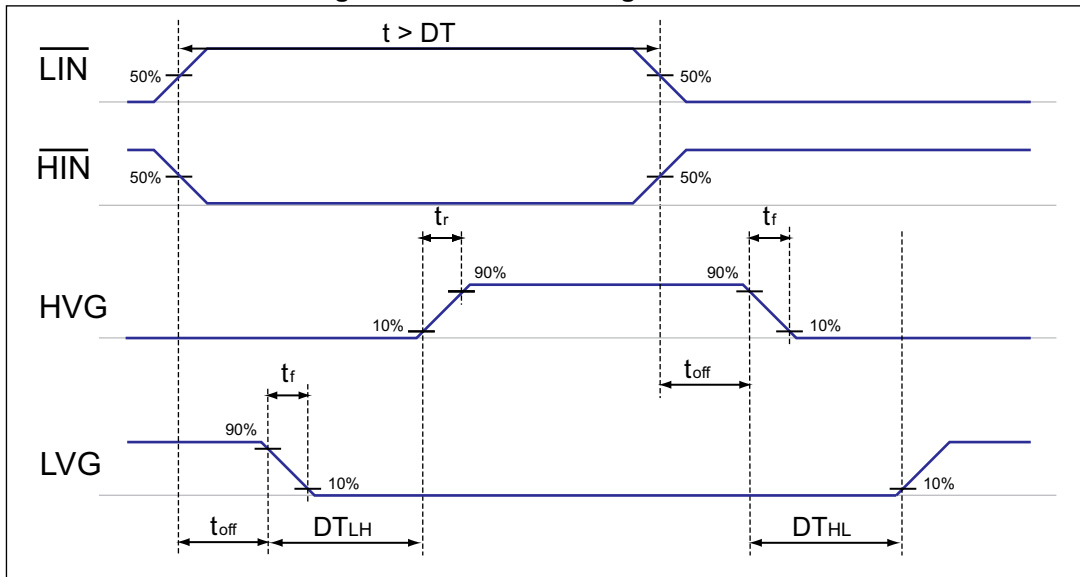 t > DT
LIN
50%
50%
HIN
50%
50%
tr
tf
HVG
90%
90%
10%
10%
tf
toff
LVG
90%
10%
10%
toff
DTLH
DTHL